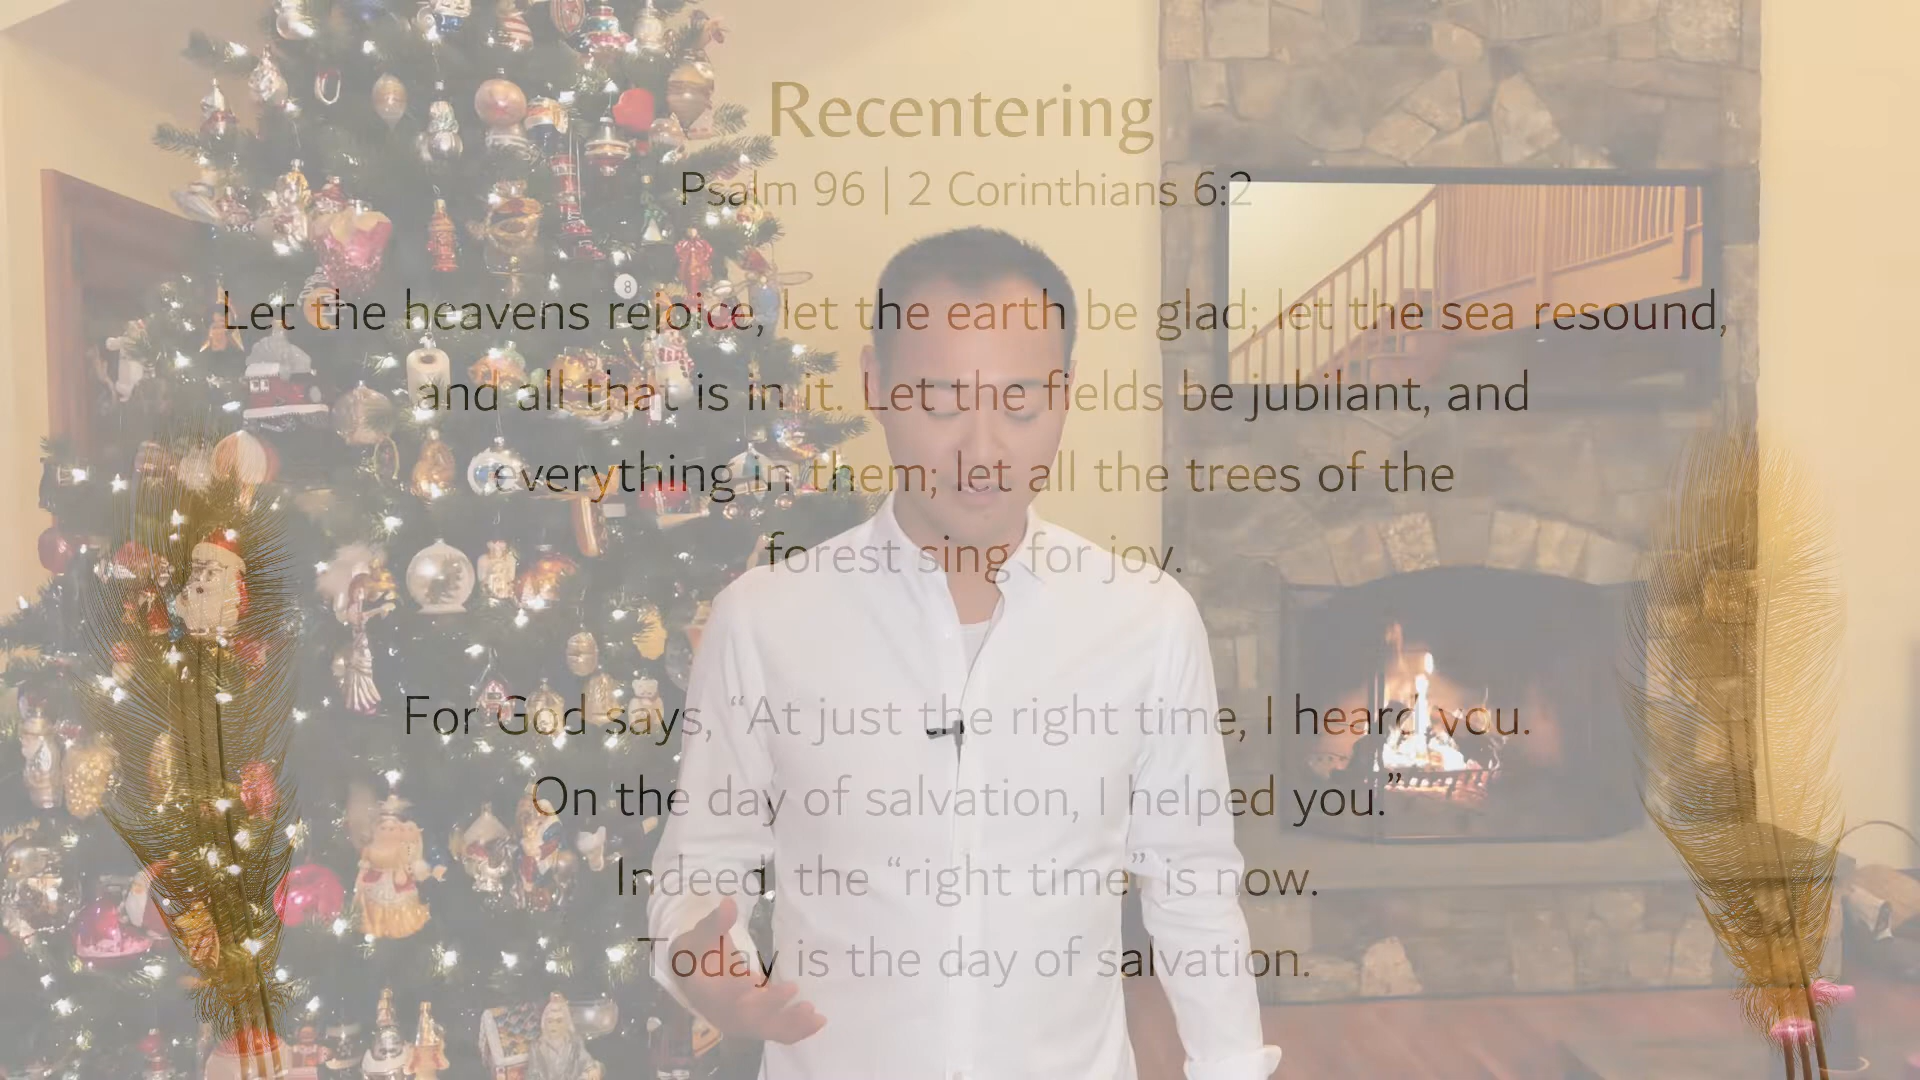 Recentering
Psalm 96 | 2 Corinthians 6:2
Let the heavens rejoice, let the earth be glad; let the sea resound,
and all that is in it. Let the fields be jubilant, and
everything in them; let all the trees of the
forest sing for joy.
For God says, “At just the right time, I heard you.
On the day of salvation, I helped you.”
Indeed, the “right time” is now.
Today is the day of salvation.
8